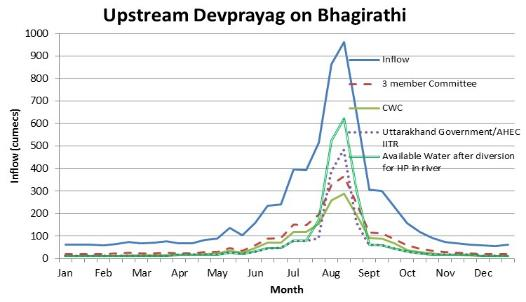 Upstream Devprayag on Bhagirathi
1000
900
800
700
600
500
400
300
200
100
0
Inflow (cumecs)
Jan Feb Mar Apr May Jun Jul Aug Sept Oct Nov Dec
Month
Inflow
3 member Committee
CWC
Uttarakhand Government/AHEC
IITR
Available Water after diversion
for HP in river